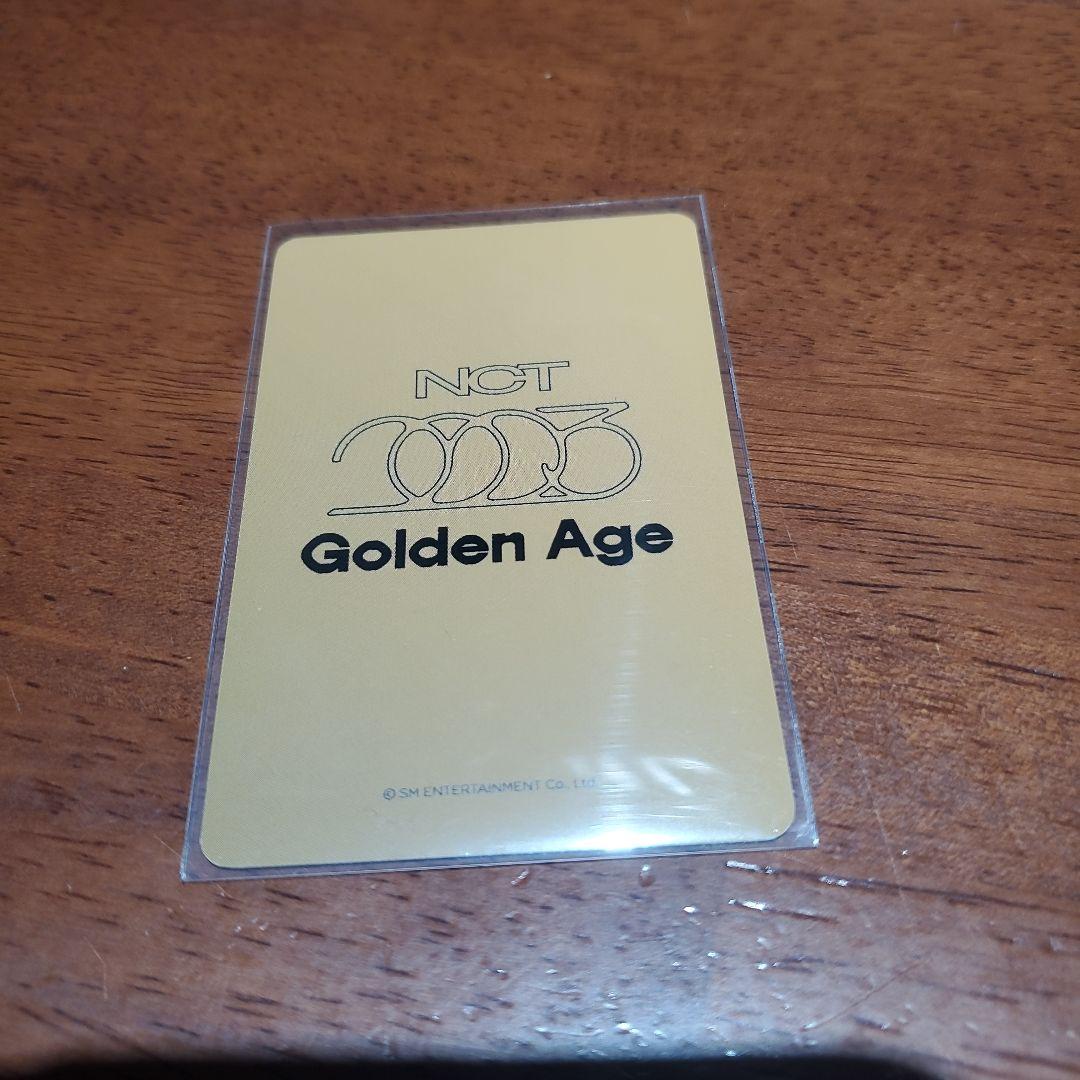 NCT
2023
Golden Age
© SM ENTERTAINMENT Co., Ltd.